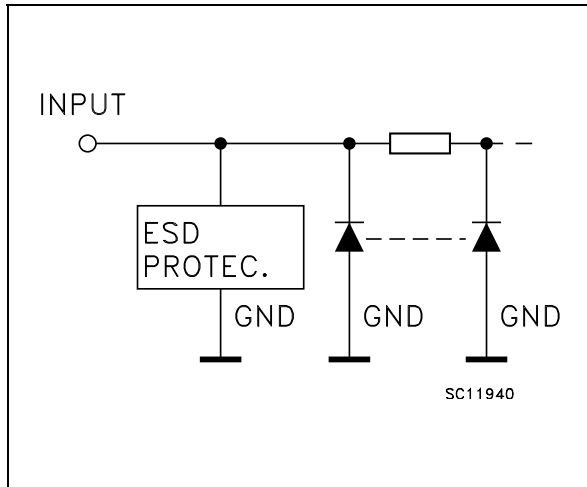 INPUT
ESD
PROTEC.
GND
GND
GND
SC11940